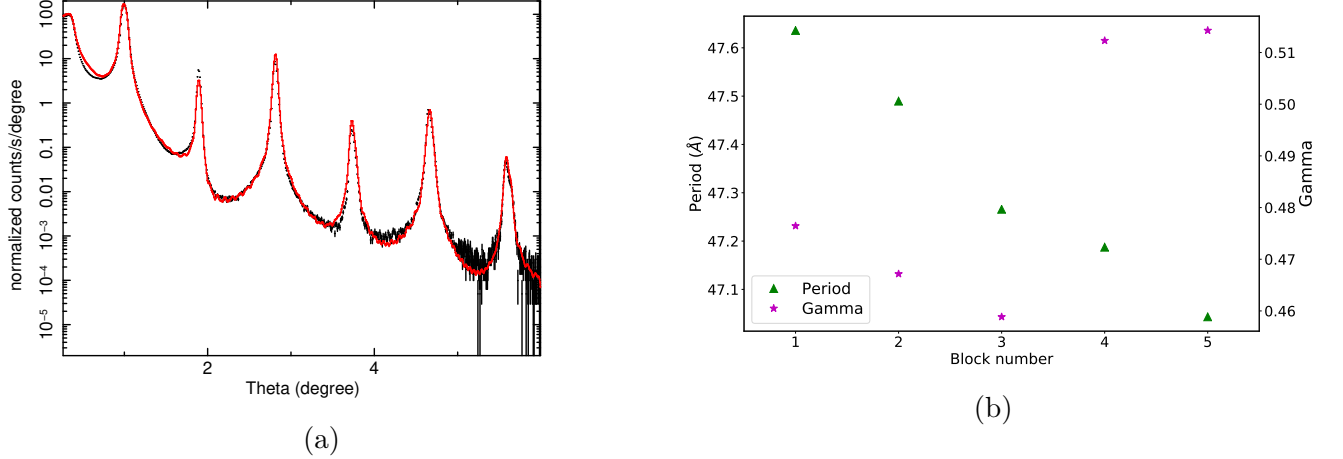 100
10
1
0.1
0.01
10⁻³
10⁻⁴
10⁻⁵
normalized counts/s/degree
2 4
Theta (degree)
(a)
47.6
47.5
47.4
47.3
47.2
47.1
Period (Å)
Period
Gamma
1 2 3 4 5
Block number
0.51
0.50
0.49
0.48
0.47
0.46
Gamma
(b)